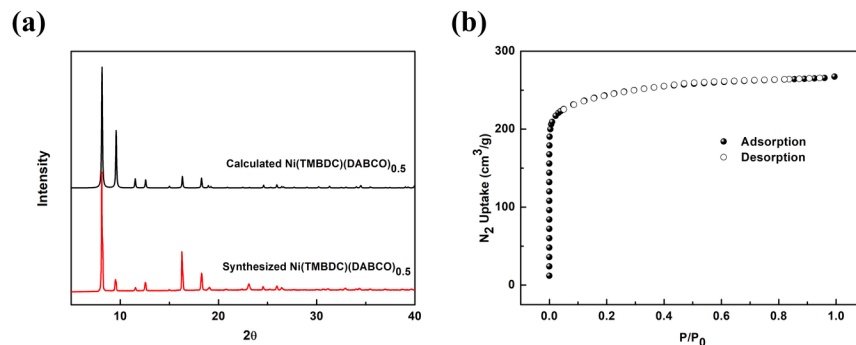 (a)
(b)
Intensity
Calculated Ni(TMBDC)(DABCO)0.5
Synthesized Ni(TMBDC)(DABCO)0.5
10 20 30 40
2θ
N2 Uptake (cm3/g)
300
200
100
0
Adsorption
Desorption
0.0 0.2 0.4 0.6 0.8 1.0
P/P0